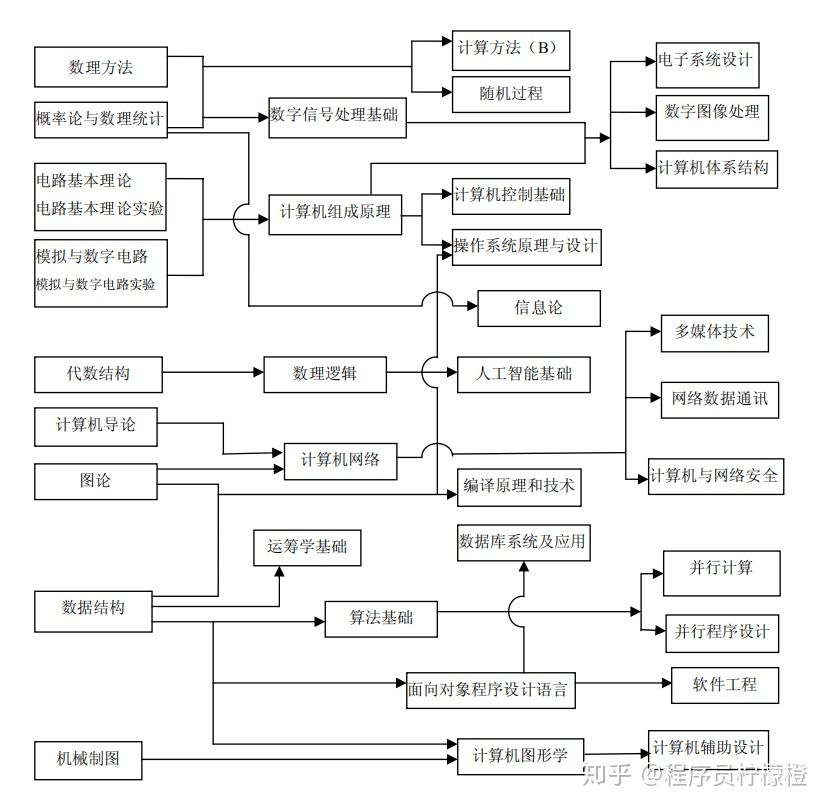 数理方法
计算方法（B）
电子系统设计
随机过程
概率论与数理统计
数字信号处理基础
数字图像处理
计算机体系结构
电路基本理论
电路基本理论实验
计算机组成原理
计算机控制基础
操作系统原理与设计
模拟与数字电路
模拟与数字电路实验
信息论
多媒体技术
代数结构
数理逻辑
人工智能基础
网络数据通讯
计算机导论
计算机网络
计算机与网络安全
图论
编译原理和技术
运筹学基础
数据库系统及应用
并行计算
数据结构
算法基础
并行程序设计
面向对象程序设计语言
软件工程
机械制图
计算机图形学
计算机辅助设计
知乎 @程序员柠檬橙